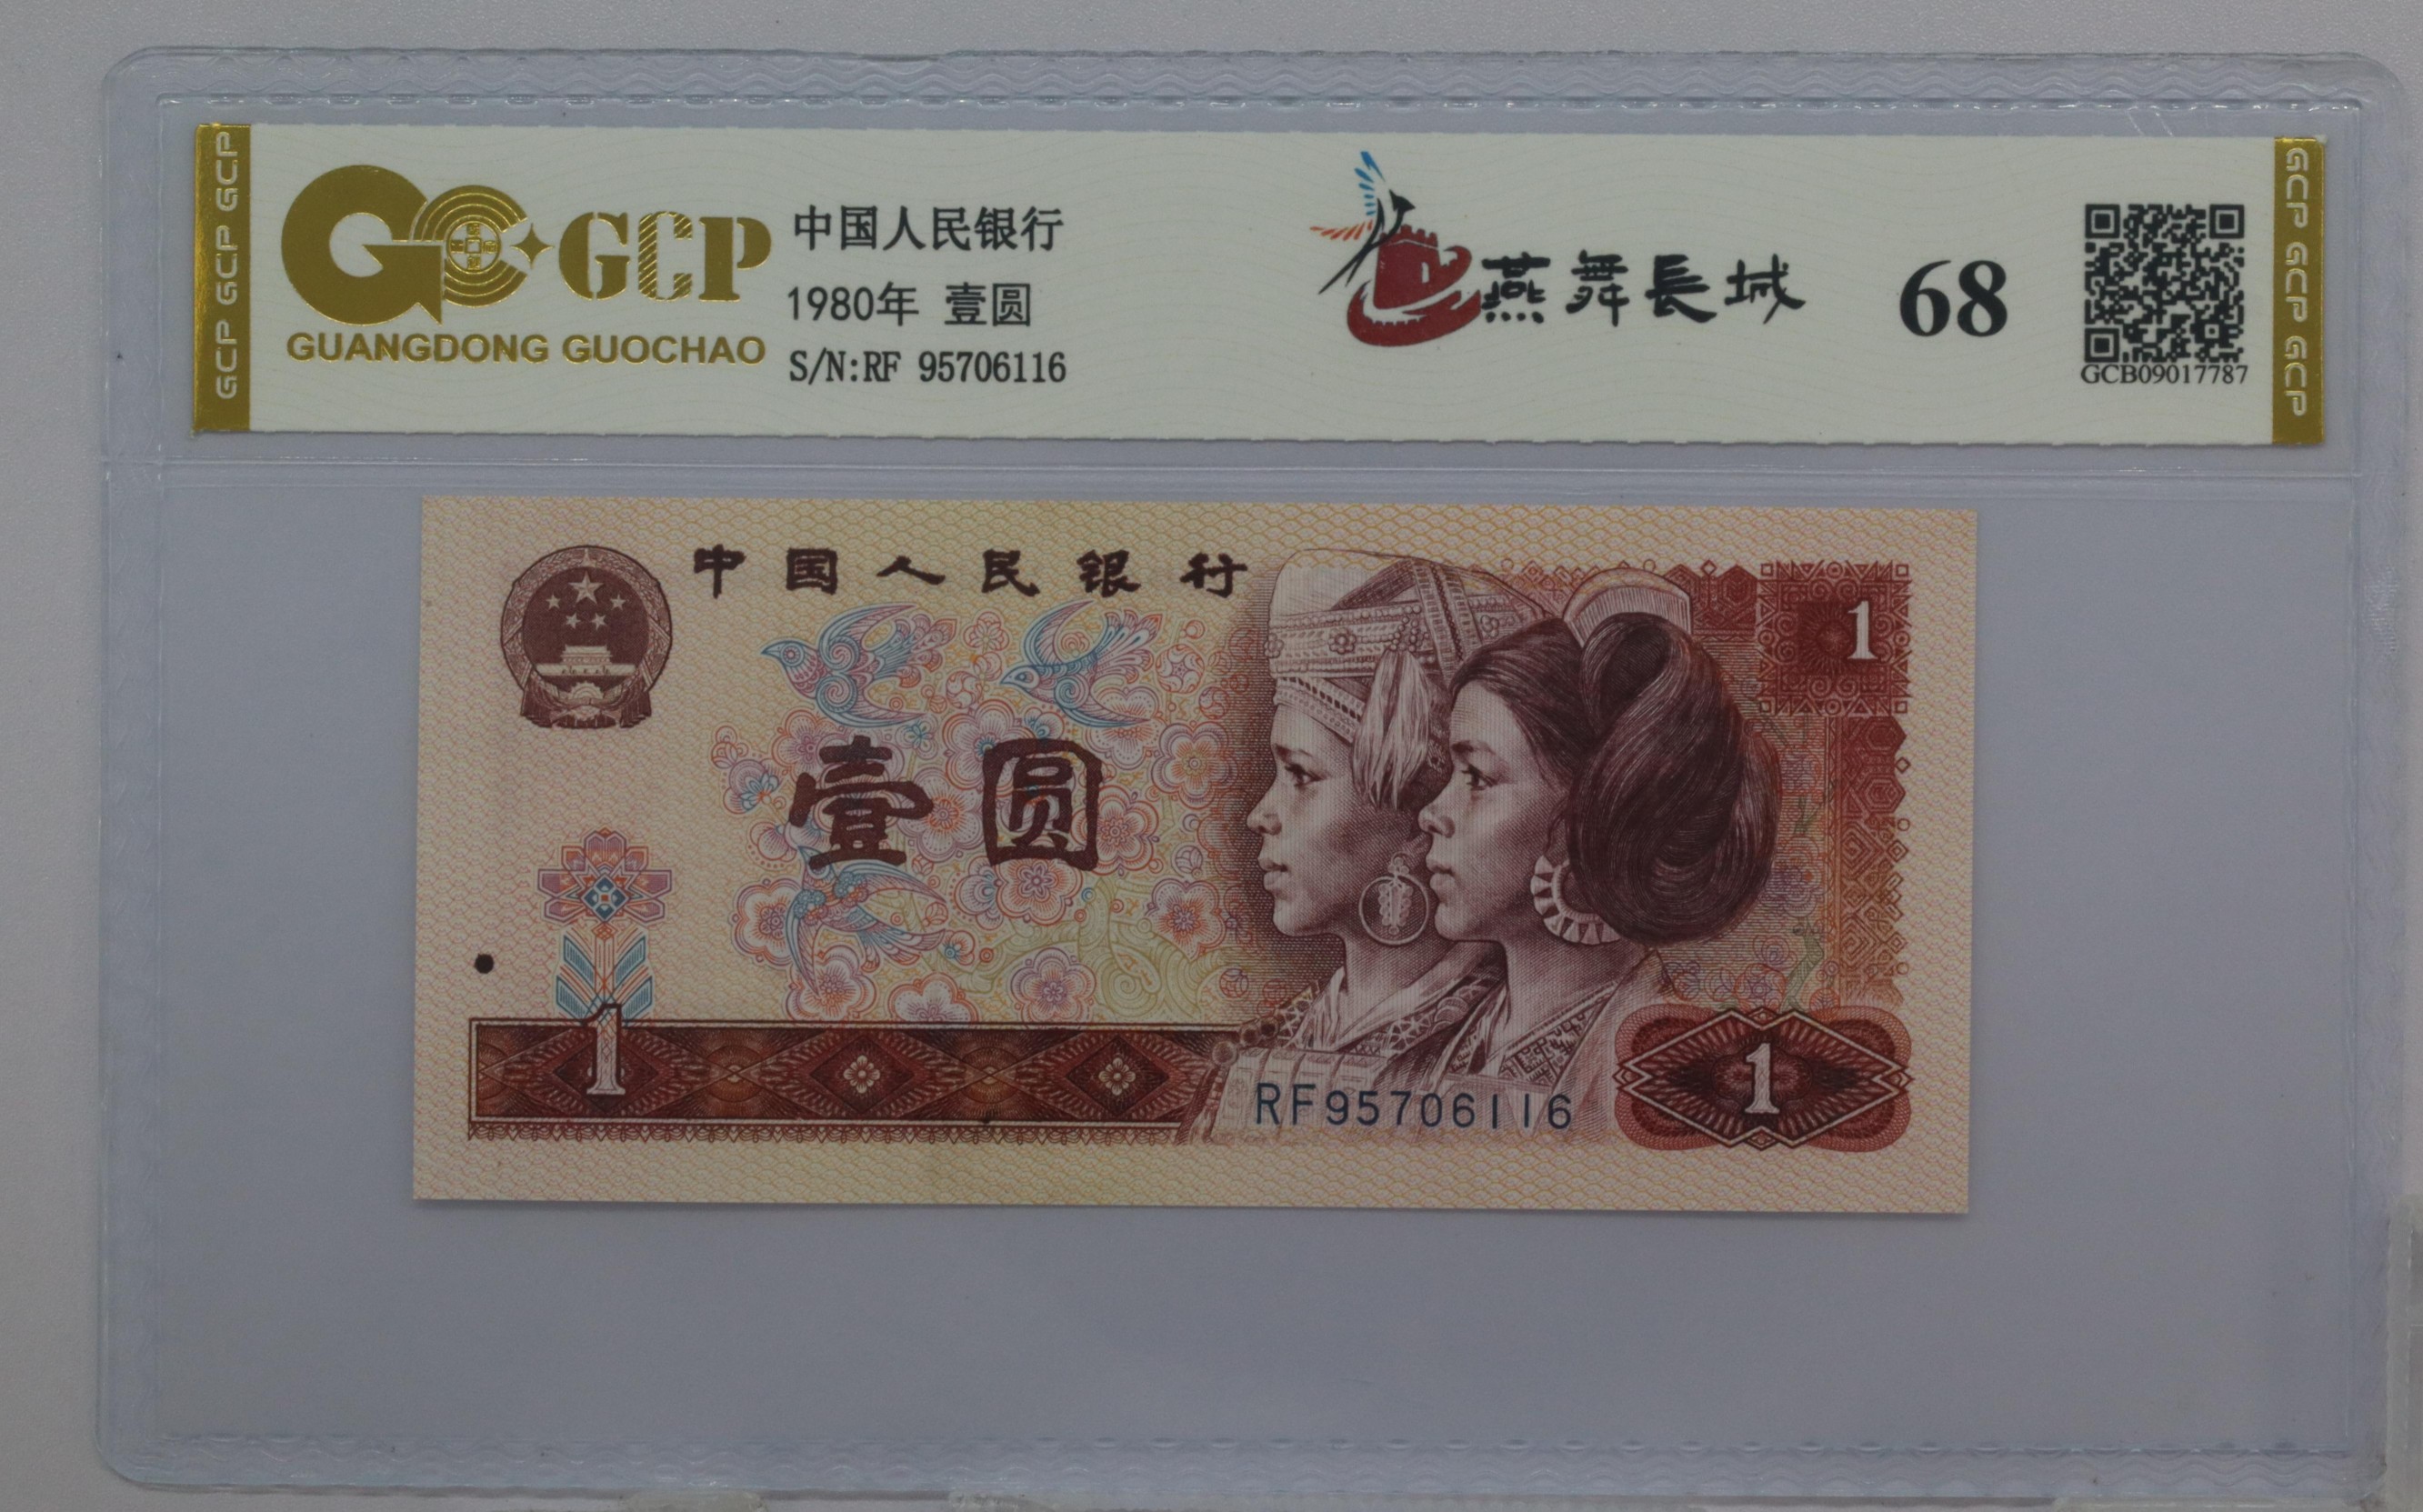 GCP GCP GCP
GCP
GUANGDONG GUOCHAO
中国人民银行
1980年 壹圆
S/N:RF 95706116
燕舞長城
68
GCB09017787
GCP GCP GCP
中国人民银行
1
壹圆
1
RF95706116
1